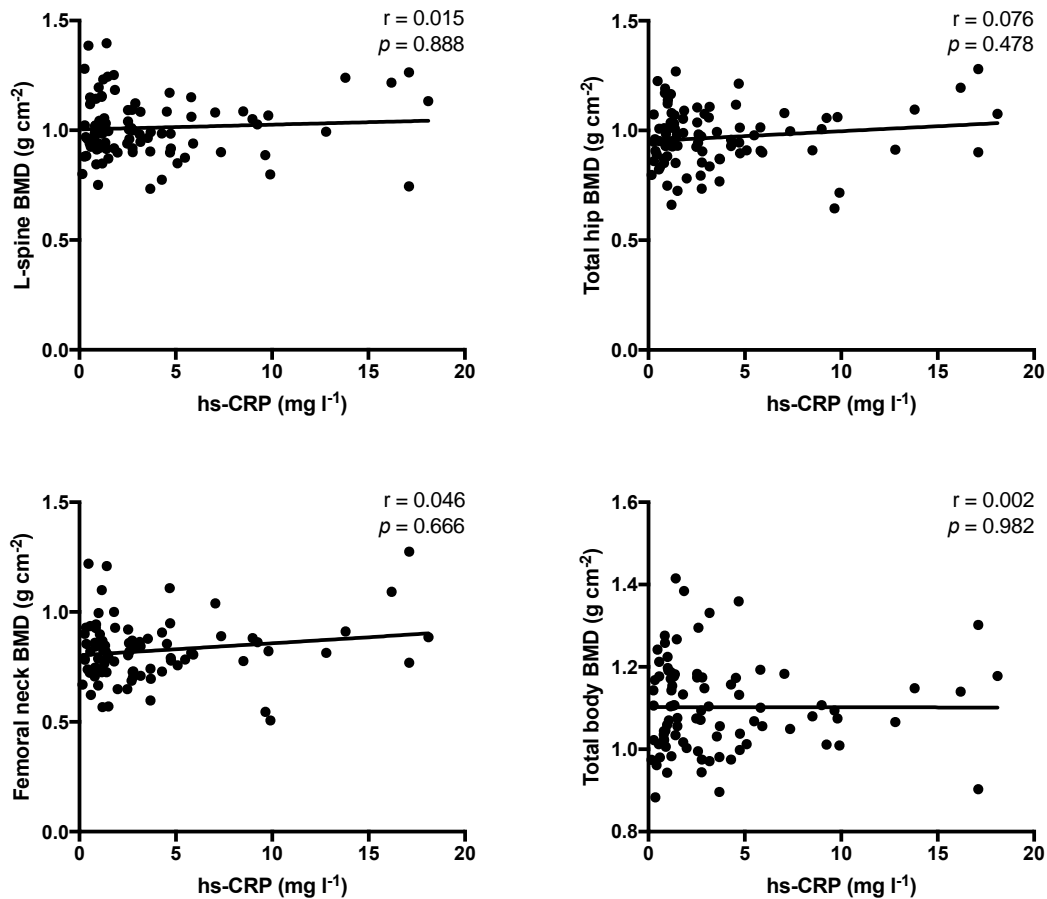 r = 0.015
p = 0.888
1.5
1.0
0.5
0.0
L-spine BMD (g cm⁻²)
0 5 10 15 20
hs-CRP (mg l⁻¹)
r = 0.076
p = 0.478
1.5
1.0
0.5
0.0
Total hip BMD (g cm⁻²)
0 5 10 15 20
hs-CRP (mg l⁻¹)
r = 0.046
p = 0.666
1.5
1.0
0.5
0.0
Femoral neck BMD (g cm⁻²)
0 5 10 15 20
hs-CRP (mg l⁻¹)
r = 0.002
p = 0.982
1.6
1.4
1.2
1.0
0.8
Total body BMD (g cm⁻²)
0 5 10 15 20
hs-CRP (mg l⁻¹)